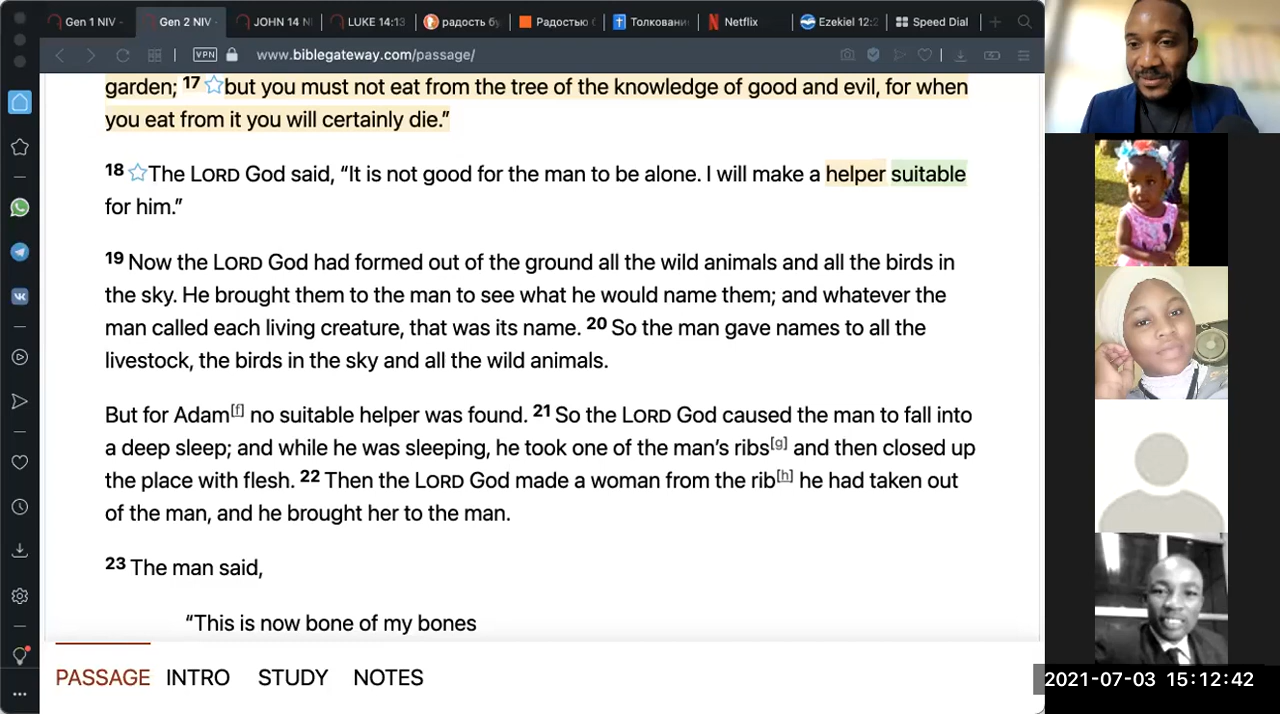 Gen 1 NIV -
Gen 2 NIV -
JOHN 14 N
LUKE 14:13
радость б
Радостью
Толковани
Netflix
Ezekiel 12:2
Speed Dial
VPN
www.biblegateway.com/passage/
garden; 17 but you must not eat from the tree of the knowledge of good and evil, for when
you eat from it you will certainly die.”
18 The LORD God said, “It is not good for the man to be alone. I will make a helper suitable
for him.”
19 Now the LORD God had formed out of the ground all the wild animals and all the birds in
the sky. He brought them to the man to see what he would name them; and whatever the
man called each living creature, that was its name. 20 So the man gave names to all the
livestock, the birds in the sky and all the wild animals.
But for Adam[f] no suitable helper was found. 21 So the LORD God caused the man to fall into
a deep sleep; and while he was sleeping, he took one of the man’s ribs[g] and then closed up
the place with flesh. 22 Then the LORD God made a woman from the rib[h] he had taken out
of the man, and he brought her to the man.
23 The man said,
“This is now bone of my bones
PASSAGE INTRO STUDY NOTES
2021-07-03 15:12:42